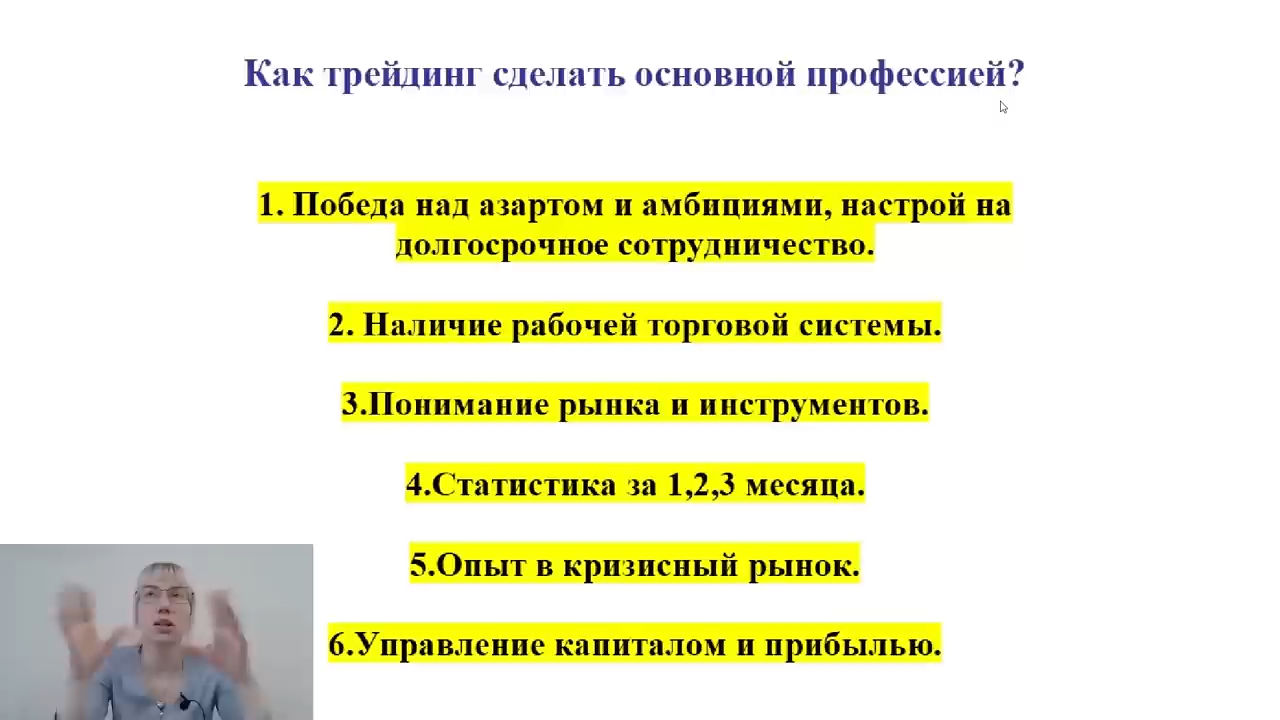 Как трейдинг сделать основной профессией?
1. Победа над азартом и амбициями, настрой на
долгосрочное сотрудничество.
2. Наличие рабочей торговой системы.
3.Понимание рынка и инструментов.
4.Статистика за 1,2,3 месяца.
5.Опыт в кризисный рынок.
6.Управление капиталом и прибылью.